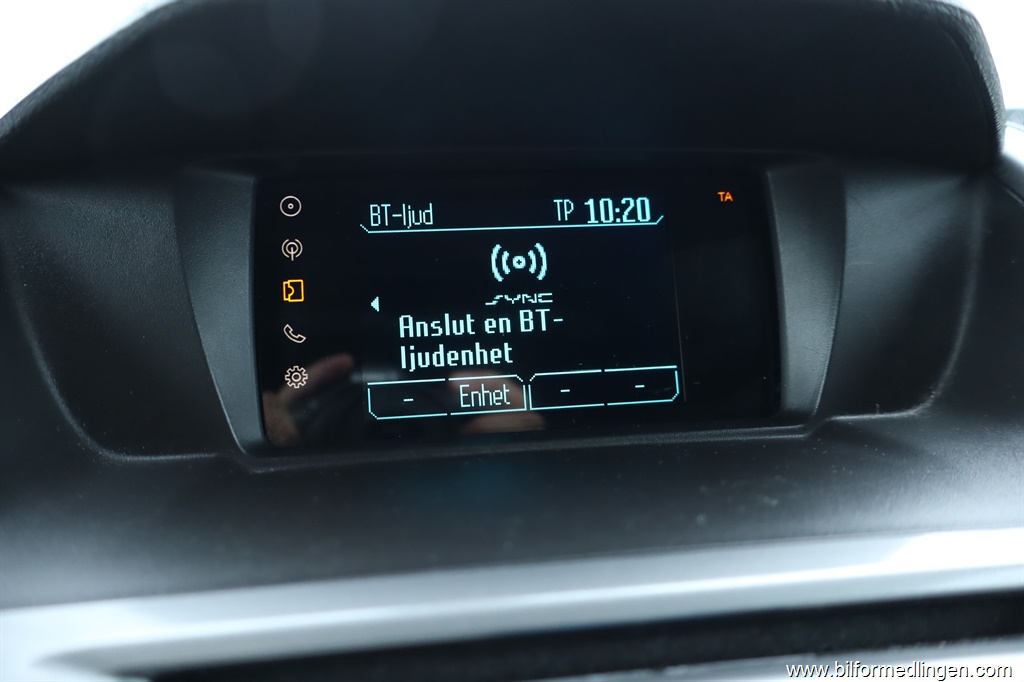 BT-ljud TP 10:20 TA
SYNC
Anslut en BT-
ljudenhet
- Enhet - -
www.bilformedlingen.com